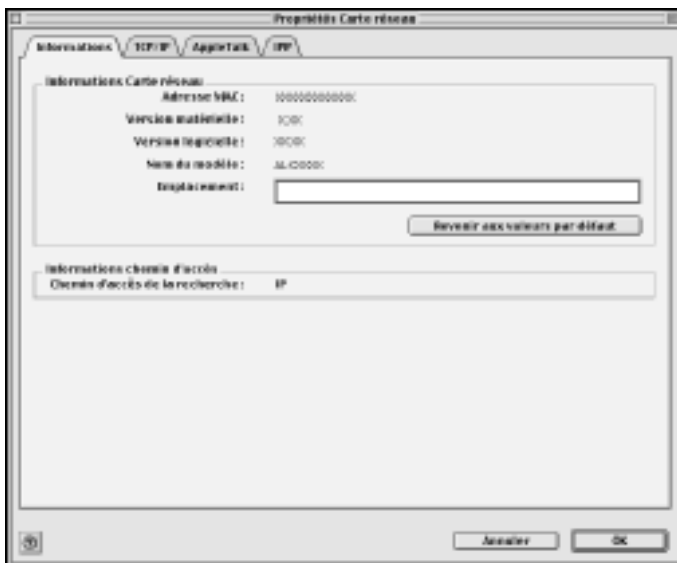 Propriétés Carte réseau
Informations TCP/IP AppleTalk IPP
Informations Carte réseau
Adresse MAC: XXXXXXXXXXXX
Version matérielle: X.XX
Version logicielle: XX.XX
Nom du modèle:
Emplacement:
Revenir aux valeurs par défaut
Informations chemin d'accès
Chemin d'accès de la recherche: IP
Annuler OK